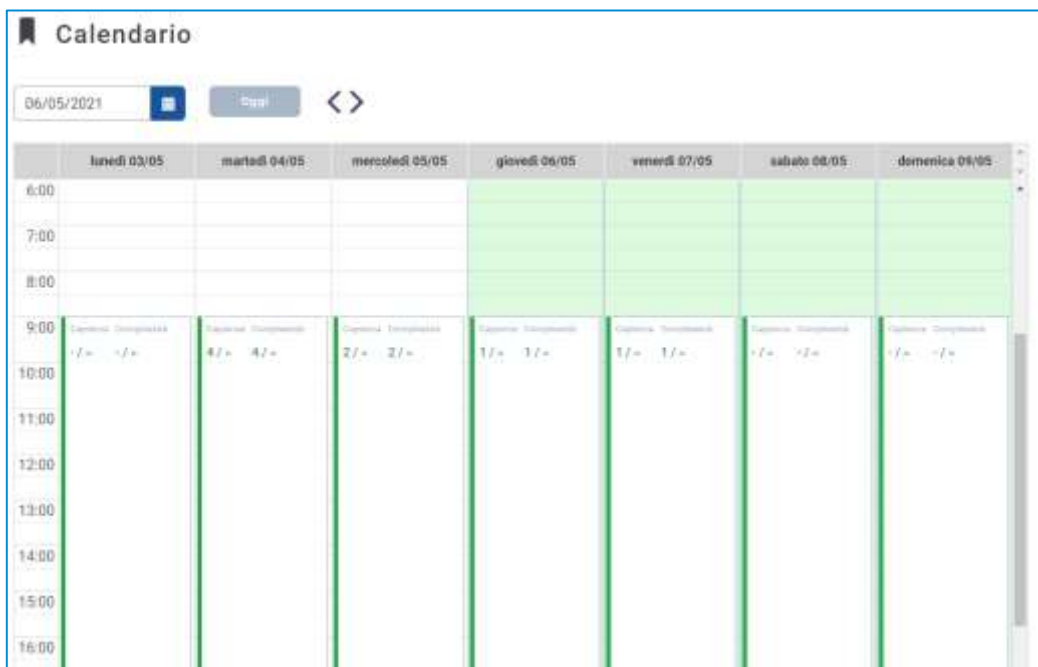 Calendario
06/05/2021 Oggi < >
lunedì 03/05 martedì 04/05 mercoledì 05/05 giovedì 06/05 venerdì 07/05 sabato 08/05 domenica 09/05
6:00
7:00
8:00
9:00
-/∞ -/∞ 4/∞ 4/∞ 2/∞ 2/∞ 1/∞ 1/∞ 1/∞ 1/∞ -/∞ -/∞ -/∞ -/∞
10:00
11:00
12:00
13:00
14:00
15:00
16:00